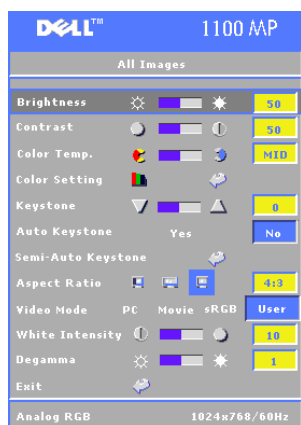 DELL™ 1100 MP
All Images
Brightness 50
Contrast 50
Color Temp. MID
Color Setting
Keystone 0
Auto Keystone Yes No
Semi-Auto Keystone
Aspect Ratio 4:3
Video Mode PC Movie sRGB User
White Intensity 10
Degamma 1
Exit
Analog RGB 1024x768/60Hz